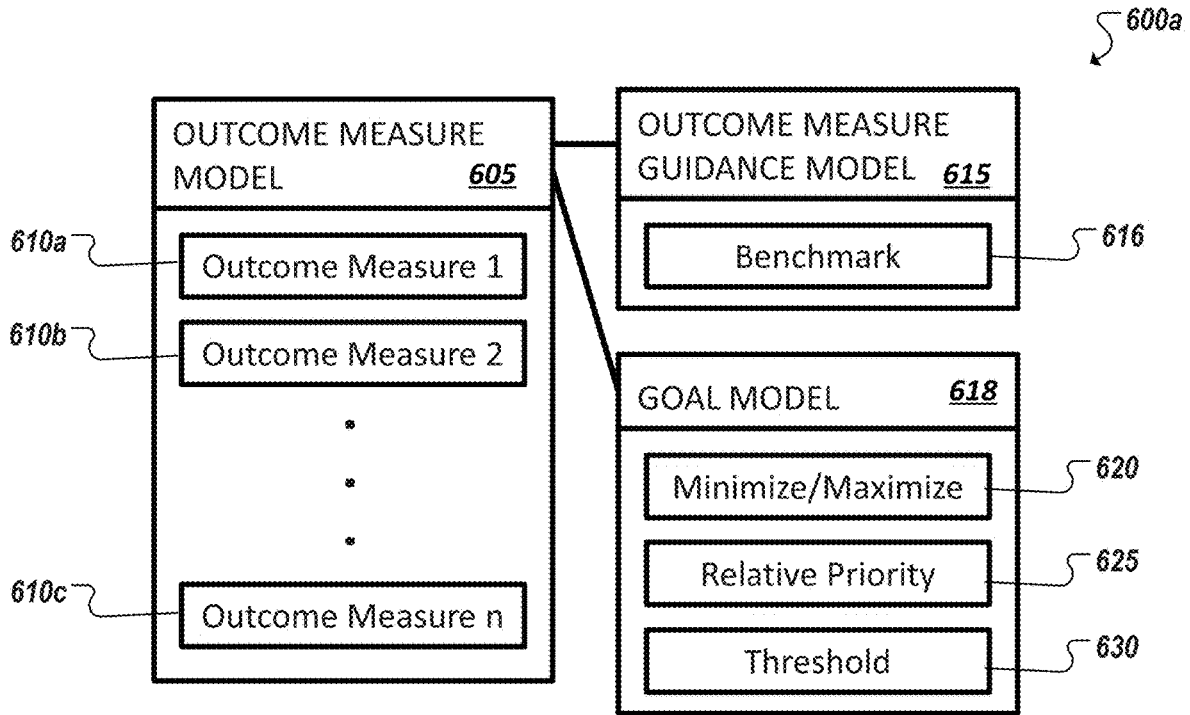 600a
OUTCOME MEASURE
MODEL 605
610a
Outcome Measure 1
610b
Outcome Measure 2
610c
Outcome Measure n
OUTCOME MEASURE
GUIDANCE MODEL 615
Benchmark
616
GOAL MODEL 618
Minimize/Maximize
620
Relative Priority
625
Threshold
630